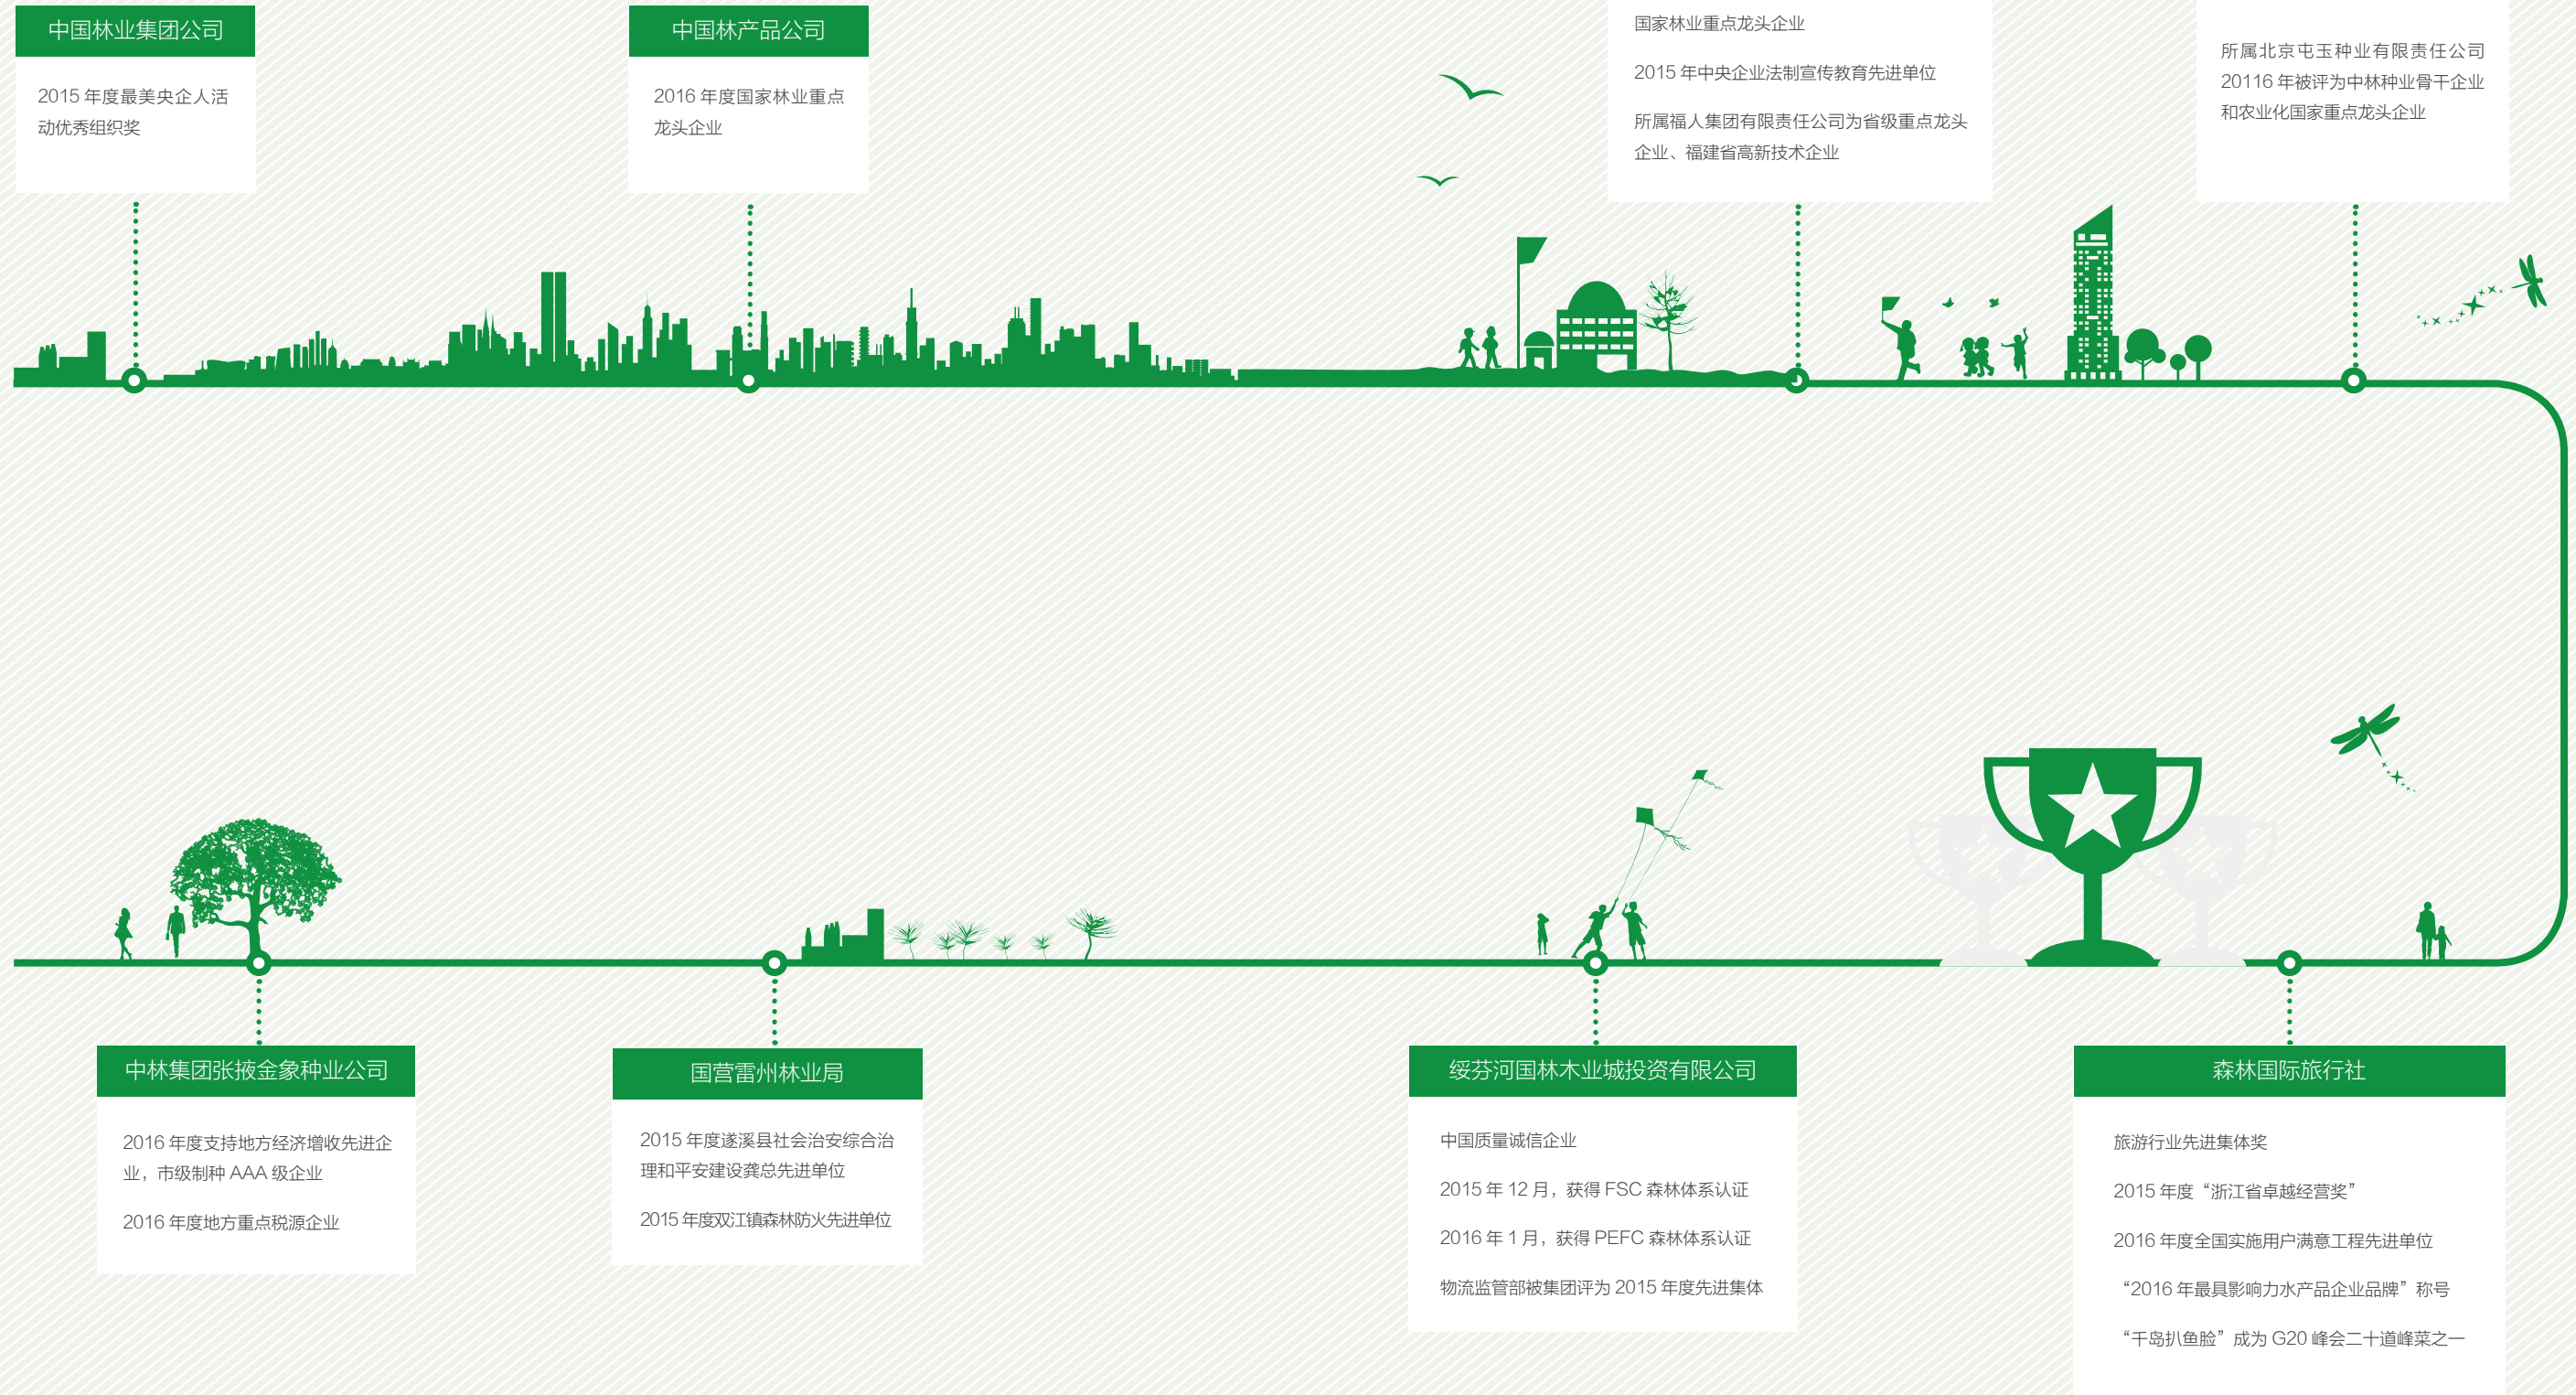 中国林业集团公司
2015 年度最美央企人活
动优秀组织奖
中国林产品公司
2016 年度国家林业重点
龙头企业
国家林业重点龙头企业
2015 年中央企业法制宣传教育先进单位
所属福人集团有限责任公司为省级重点龙头
企业、福建省高新技术企业
所属北京屯玉种业有限责任公司
20116 年被评为中林种业骨干企业
和农业化国家重点龙头企业
中林集团张掖金象种业公司
2016 年度支持地方经济增收先进企
业，市级制种 AAA 级企业
2016 年度地方重点税源企业
国营雷州林业局
2015 年度遂溪县社会治安综合治
理和平安建设龚总先进单位
2015 年度双江镇森林防火先进单位
绥芬河国林木业城投资有限公司
中国质量诚信企业
2015 年 12 月，获得 FSC 森林体系认证
2016 年 1 月，获得 PEFC 森林体系认证
物流监管部被集团评为 2015 年度先进集体
森林国际旅行社
旅游行业先进集体奖
2015 年度“浙江省卓越经营奖”
2016 年度全国实施用户满意工程先进单位
“2016 年最具影响力水产品企业品牌”称号
“千岛扒鱼脸”成为 G20 峰会二十道峰菜之一